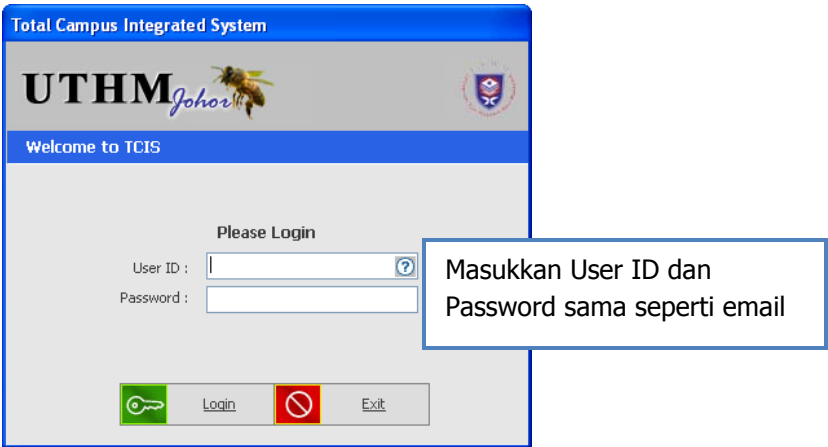 Total Campus Integrated System
UTHM Johor
Welcome to TCIS
Please Login
User ID :
Password :
Masukkan User ID dan
Password sama seperti email
Login Exit